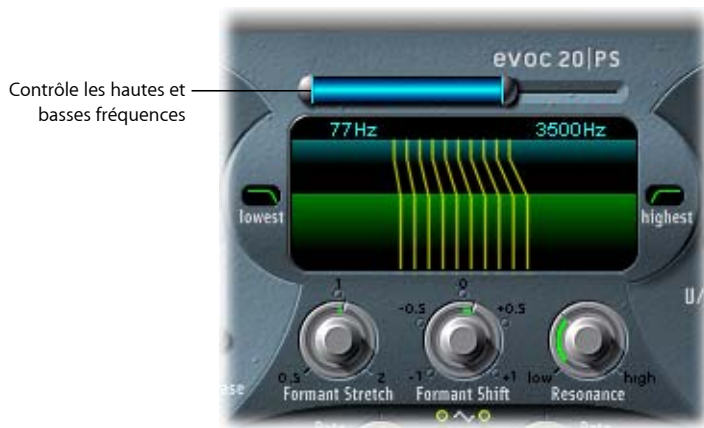 evoc 20|PS
Contrôle les hautes et
basses fréquences
77Hz 3500Hz
lowest highest
U/
1 0
-0.5 +0.5
0.5 2 -1 +1 low high
ase Formant Stretch Formant Shift Resonance